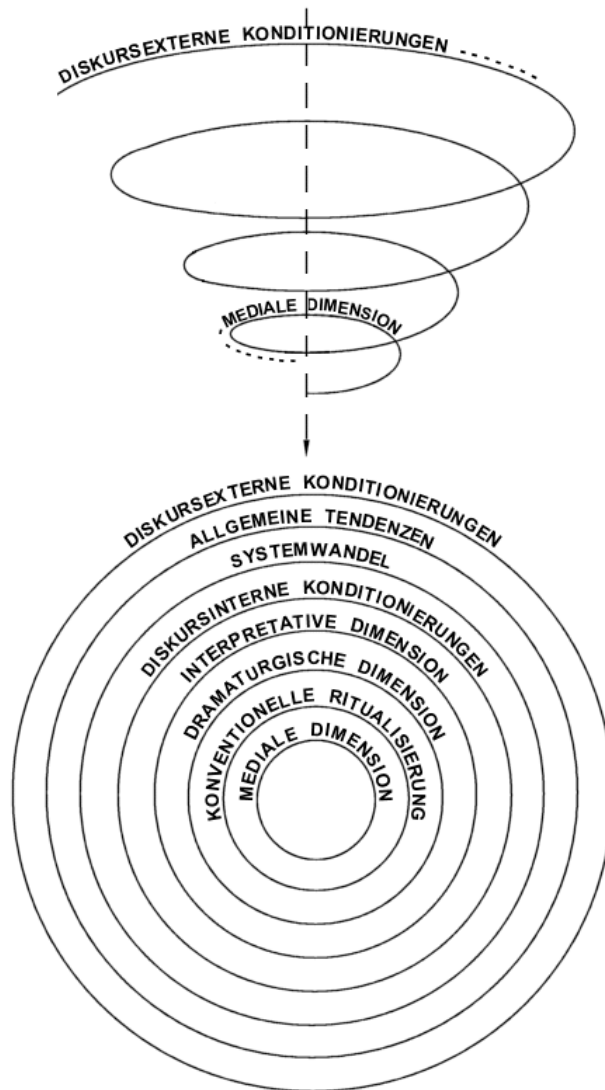 DISKURSEXTERNE KONDITIONIERUNGEN
MEDIALE DIMENSION
DISKURSEXTERNE KONDITIONIERUNGEN
ALLGEMEINE TENDENZEN
SYSTEMWANDEL
DISKURSINTERNE KONDITIONIERUNGEN
INTERPRETATIVE DIMENSION
DRAMATURGISCHE DIMENSION
KONVENTIONELLE RITUALISIERUNG
MEDIALE DIMENSION